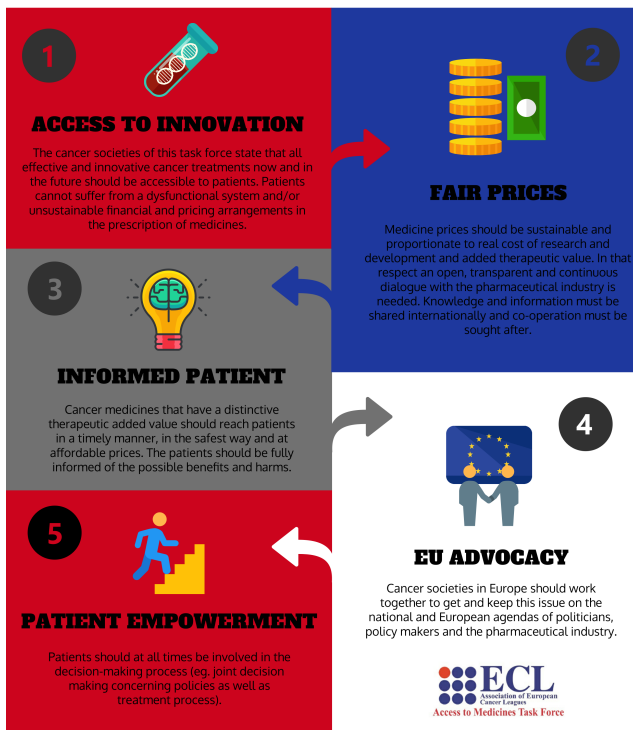 1
ACCESS TO INNOVATION
The cancer societies of this task force state that all
effective and innovative cancer treatments now and in
the future should be accessible to patients. Patients
cannot suffer from a dysfunctional system and/or
unsustainable financial and pricing arrangements in
the prescription of medicines.
2
FAIR PRICES
Medicine prices should be sustainable and
proportionate to real cost of research and
development and added therapeutic value. In that
respect an open, transparent and continuous
dialogue with the pharmaceutical industry is
needed. Knowledge and information must be
shared internationally and co-operation must be
sought after.
3
INFORMED PATIENT
Cancer medicines that have a distinctive
therapeutic added value should reach patients
in a timely manner, in the safest way and at
affordable prices. The patients should be fully
informed of the possible benefits and harms.
4
EU ADVOCACY
Cancer societies in Europe should work
together to get and keep this issue on the
national and European agendas of politicians,
policy makers and the pharmaceutical industry.
5
PATIENT EMPOWERMENT
Patients should at all times be involved in the
decision-making process (eg. joint decision
making concerning policies as well as
treatment process).
ECL
Association of European
Cancer Leagues
Access to Medicines Task Force